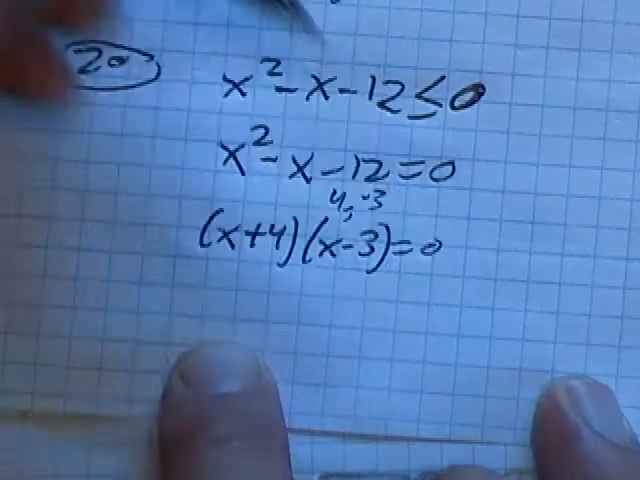 20 x² - x - 12 ≤ 0
x² - x - 12 = 0
4, -3
(x+4)(x-3)=0